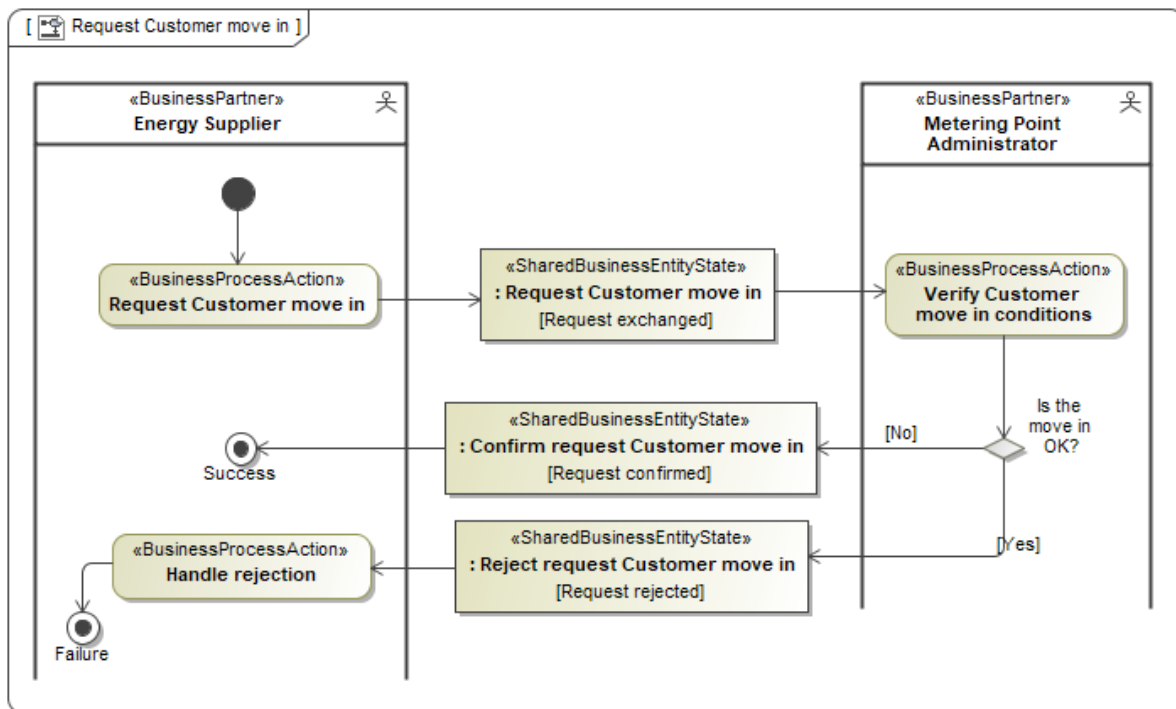 [ Request Customer move in ]
«BusinessPartner»
Energy Supplier
«BusinessPartner»
Metering Point
Administrator
«BusinessProcessAction»
Request Customer move in
«SharedBusinessEntityState»
: Request Customer move in
[Request exchanged]
«BusinessProcessAction»
Verify Customer
move in conditions
Is the
move in
OK?
[No]
«SharedBusinessEntityState»
: Confirm request Customer move in
[Request confirmed]
Success
[Yes]
«SharedBusinessEntityState»
: Reject request Customer move in
[Request rejected]
«BusinessProcessAction»
Handle rejection
Failure